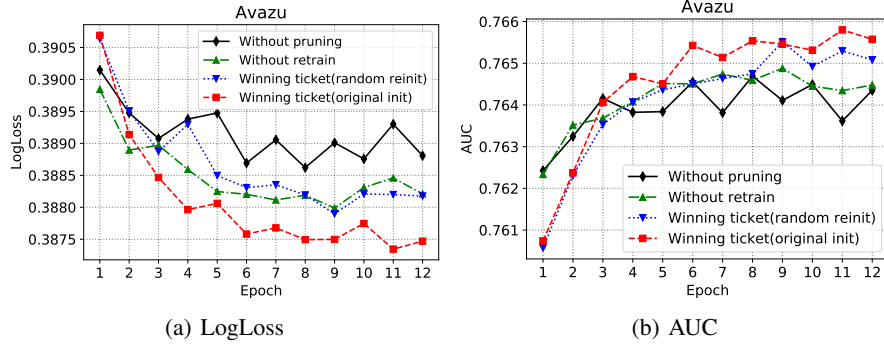 Avazu
0.3905
0.3900
0.3895
0.3890
0.3885
0.3880
0.3875
LogLoss
Without pruning
Without retrain
Winning ticket(random reinit)
Winning ticket(original init)
1 2 3 4 5 6 7 8 9 10 11 12
Epoch
(a) LogLoss
Avazu
0.766
0.765
0.764
0.763
0.762
0.761
AUC
Without pruning
Without retrain
Winning ticket(random reinit)
Winning ticket(original init)
1 2 3 4 5 6 7 8 9 10 11 12
Epoch
(b) AUC